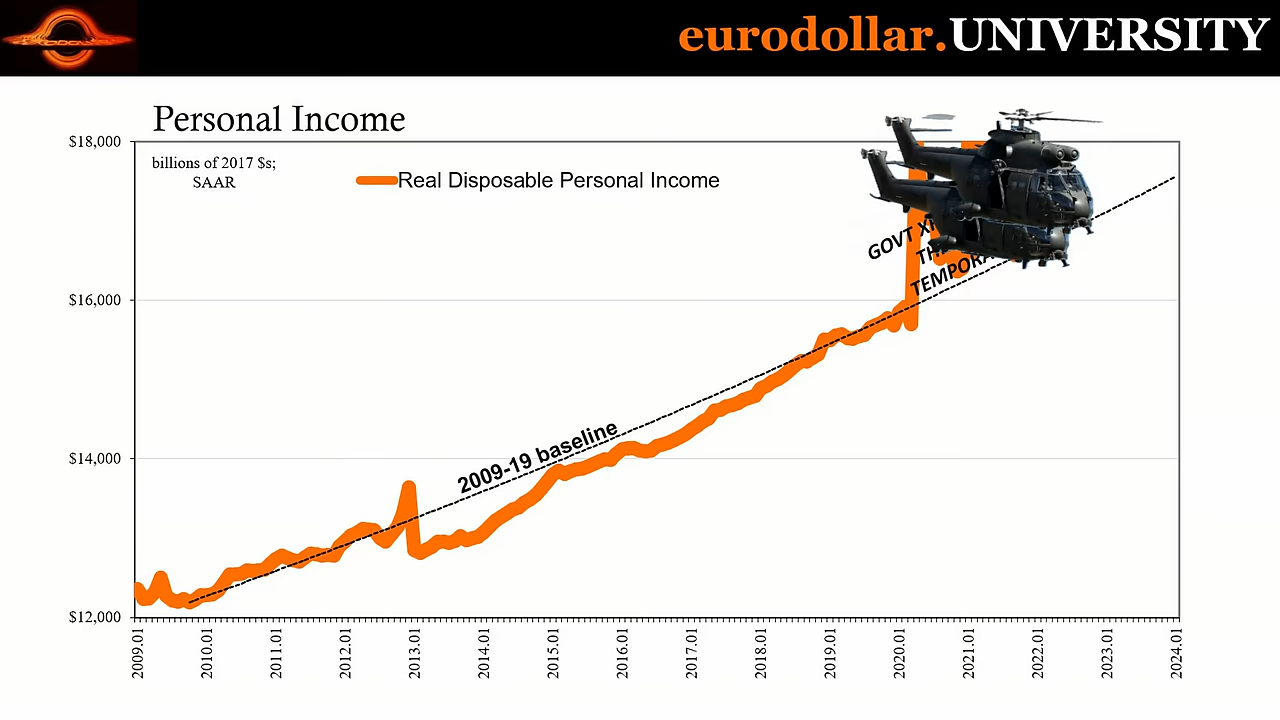 eurodollar.UNIVERSITY
Personal Income
$18,000
billions of 2017 $s;
SAAR
Real Disposable Personal Income
GOVT
$16,000
2009-19 baseline
$14,000
$12,000
2009.01
2010.01
2011.01
2012.01
2013.01
2014.01
2015.01
2016.01
2017.01
2018.01
2019.01
2020.01
2021.01
2022.01
2023.01
2024.01